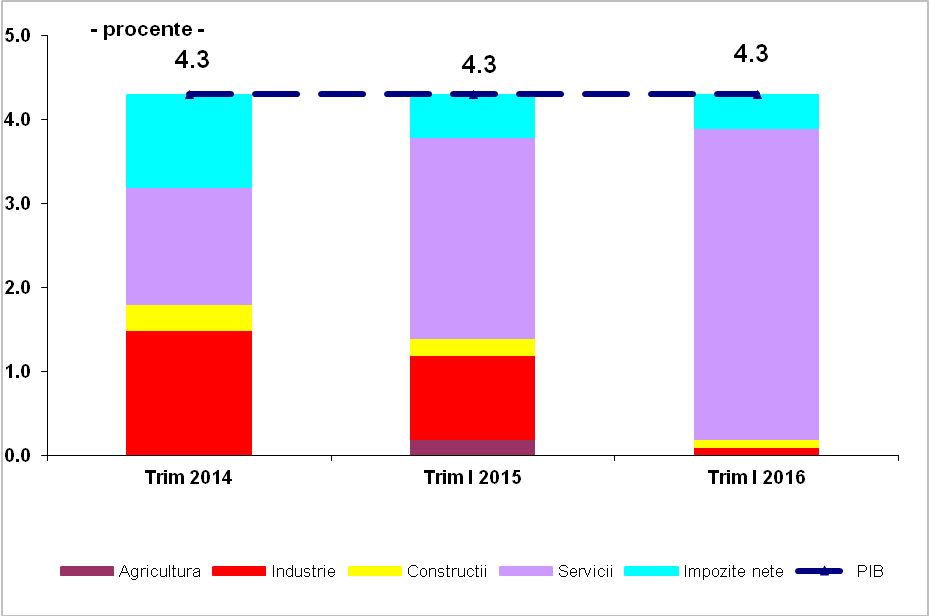 - procente -
5.0
4.3
4.3
4.3
4.0
3.0
2.0
1.0
0.0
Trim 2014
Trim I 2015
Trim I 2016
Agricultura
Industrie
Constructii
Servicii
Impozite nete
PIB